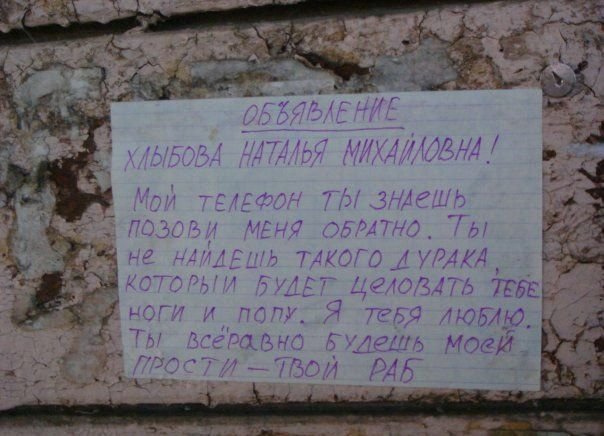 ОБЪЯВЛЕНИЕ
ХЛЫБОВА НАТАЛЬЯ МИХАЙЛОВНА!
МОЙ ТЕЛЕФОН ТЫ ЗНАЕШЬ
ПОЗОВИ МЕНЯ ОБРАТНО. ТЫ
НЕ НАЙДЕШЬ ТАКОГО ДУРАКА,
КОТОРЫЙ БУДЕТ ЦЕЛОВАТЬ ТЕБЕ
НОГИ И ПОПУ. Я ТЕБЯ ЛЮБЛЮ.
ТЫ ВСЁРАВНО БУДЕШЬ МОЕЙ
ПРОСТИ – ТВОЙ РАБ